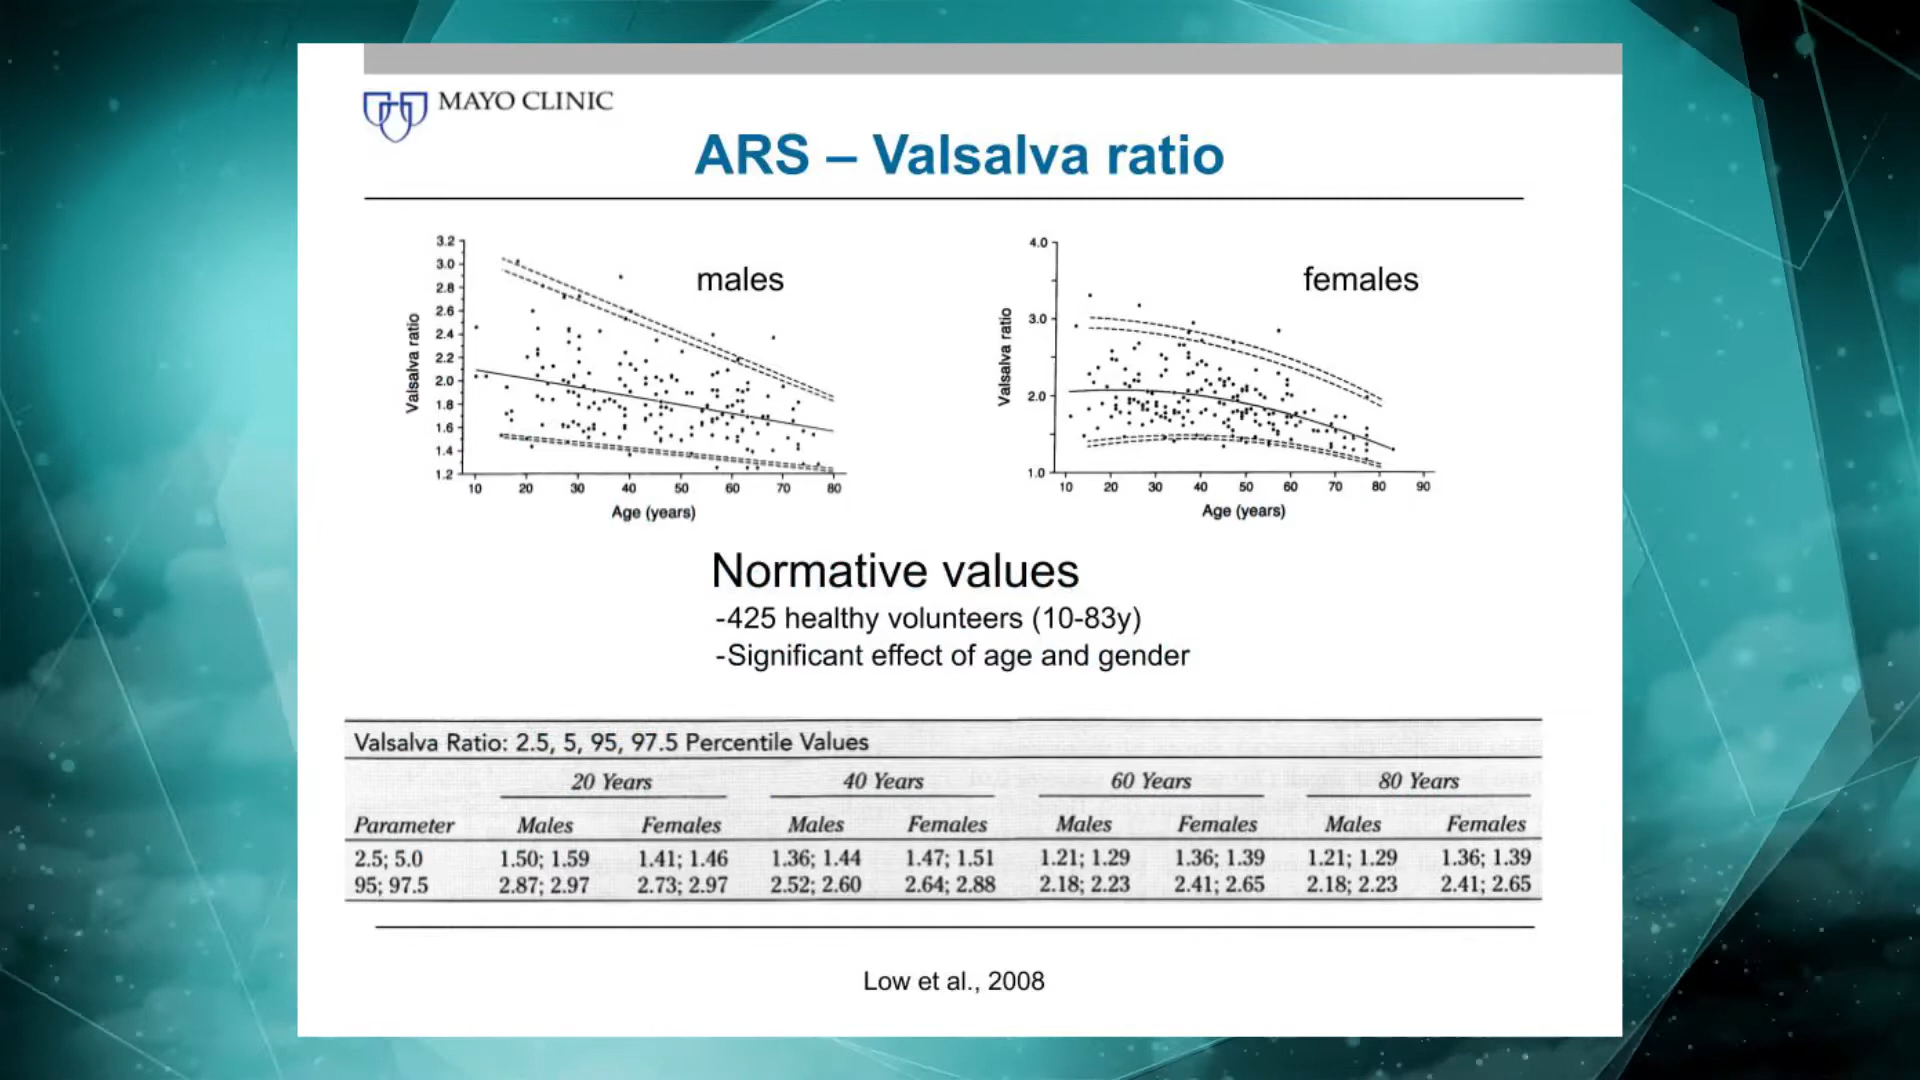 MAYO CLINIC
ARS – Valsalva ratio
males
3.2
3.0
2.8
2.6
2.4
2.2
2.0
1.8
1.6
1.4
1.2
Valsalva ratio
10 20 30 40 50 60 70 80
Age (years)
females
4.0
3.0
2.0
1.0
Valsalva ratio
10 20 30 40 50 60 70 80 90
Age (years)
Normative values
-425 healthy volunteers (10-83y)
-Significant effect of age and gender
Valsalva Ratio: 2.5, 5, 95, 97.5 Percentile Values
20 Years 40 Years 60 Years 80 Years
Parameter Males Females Males Females Males Females Males Females
2.5; 5.0 1.50; 1.59 1.41; 1.46 1.36; 1.44 1.47; 1.51 1.21; 1.29 1.36; 1.39 1.21; 1.29 1.36; 1.39
95; 97.5 2.87; 2.97 2.73; 2.97 2.52; 2.60 2.64; 2.88 2.18; 2.23 2.41; 2.65 2.18; 2.23 2.41; 2.65
Low et al., 2008